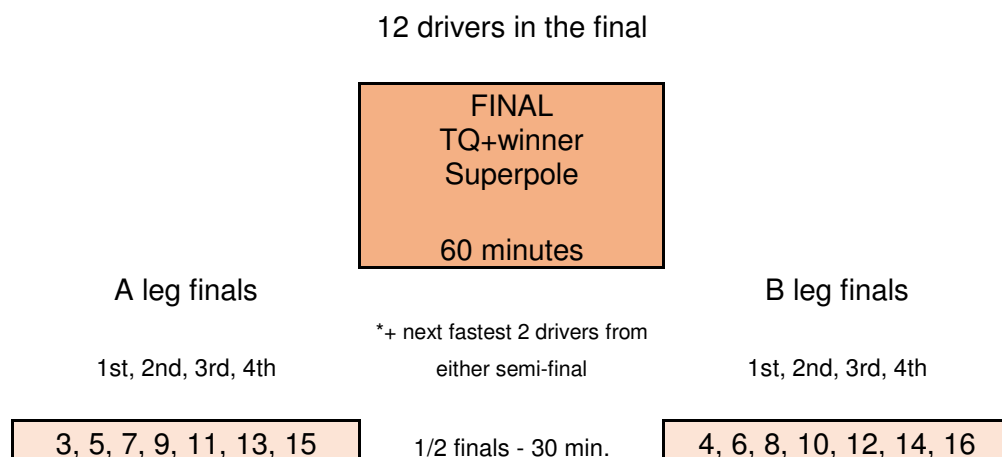 12 drivers in the final
FINAL
TQ+winner
Superpole
60 minutes
A leg finals
B leg finals
*+ next fastest 2 drivers from
either semi-final
1st, 2nd, 3rd, 4th
1st, 2nd, 3rd, 4th
3, 5, 7, 9, 11, 13, 15
1/2 finals - 30 min.
4, 6, 8, 10, 12, 14, 16